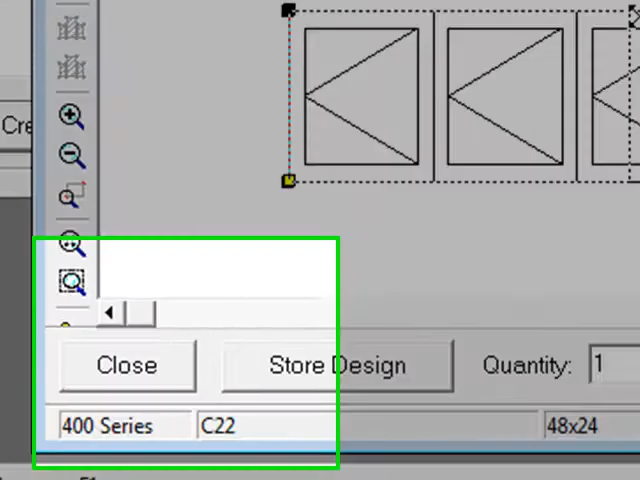 Cre
Close
Store Design
Quantity:
1
400 Series
C22
48x24